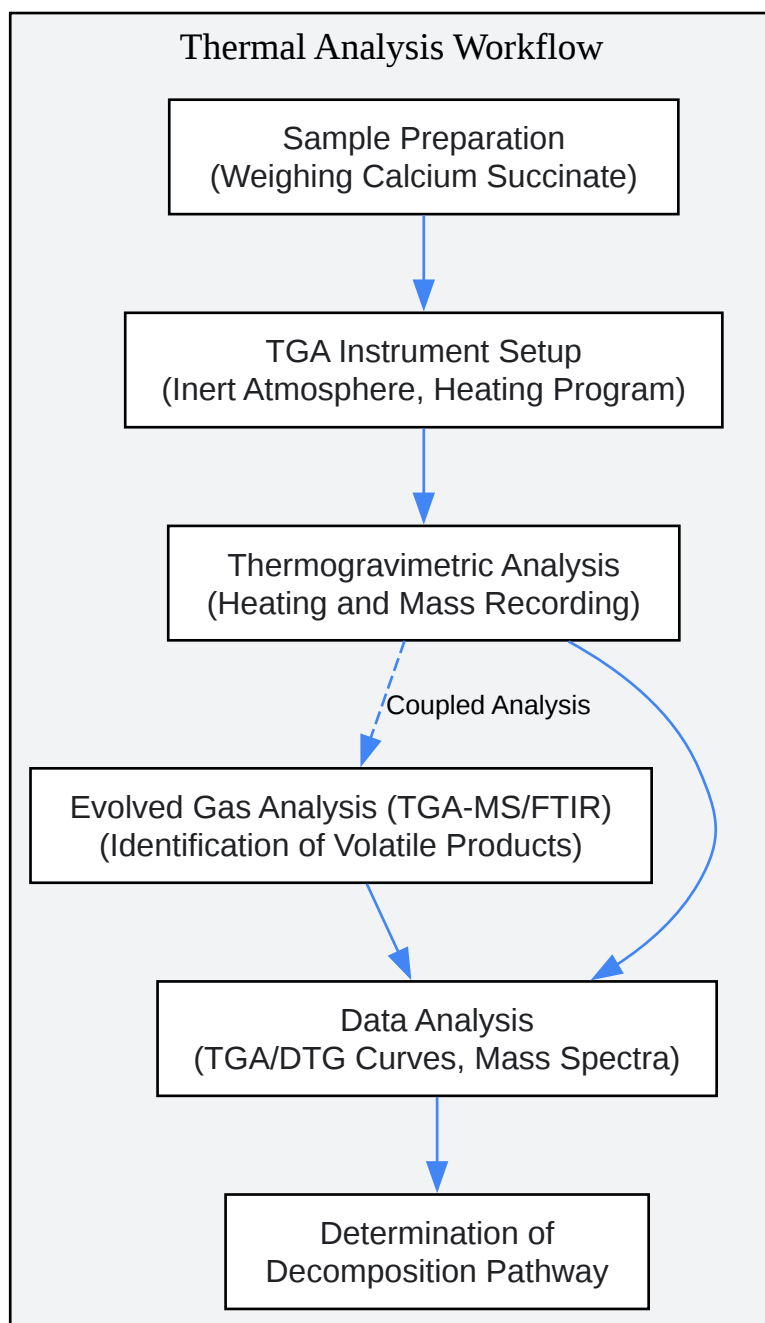 Thermal Analysis Workflow
Sample Preparation
(Weighing Calcium Succinate)
TGA Instrument Setup
(Inert Atmosphere, Heating Program)
Thermogravimetric Analysis
(Heating and Mass Recording)
Coupled Analysis
Evolved Gas Analysis (TGA-MS/FTIR)
(Identification of Volatile Products)
Data Analysis
(TGA/DTG Curves, Mass Spectra)
Determination of
Decomposition Pathway